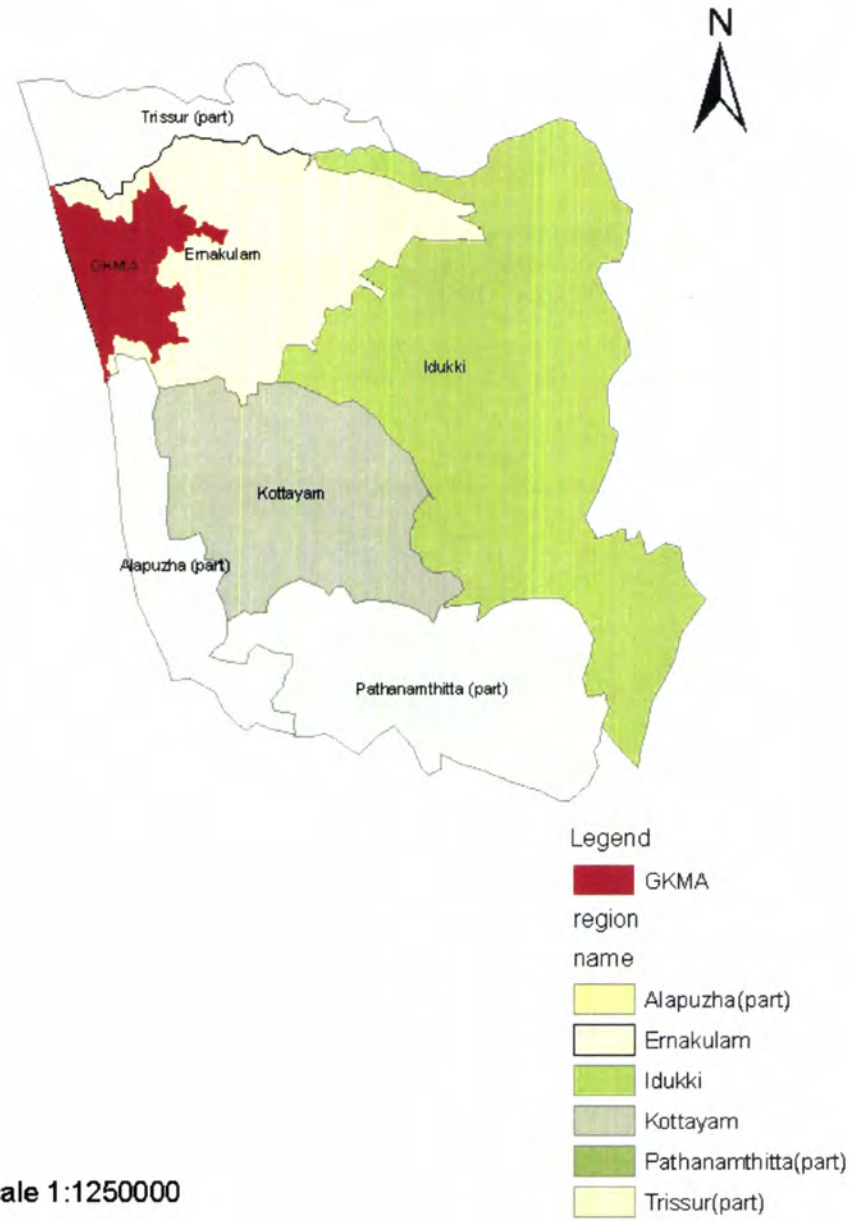 N
Trissur (part)
Ernakulam
GKMA
Idukki
Kottayam
Alapuzha (part)
Pathanamthitta (part)
Legend
GKMA
region
name
Alapuzha(part)
Ernakulam
Idukki
Kottayam
Pathanamthitta(part)
Trissur(part)
ale 1:1250000